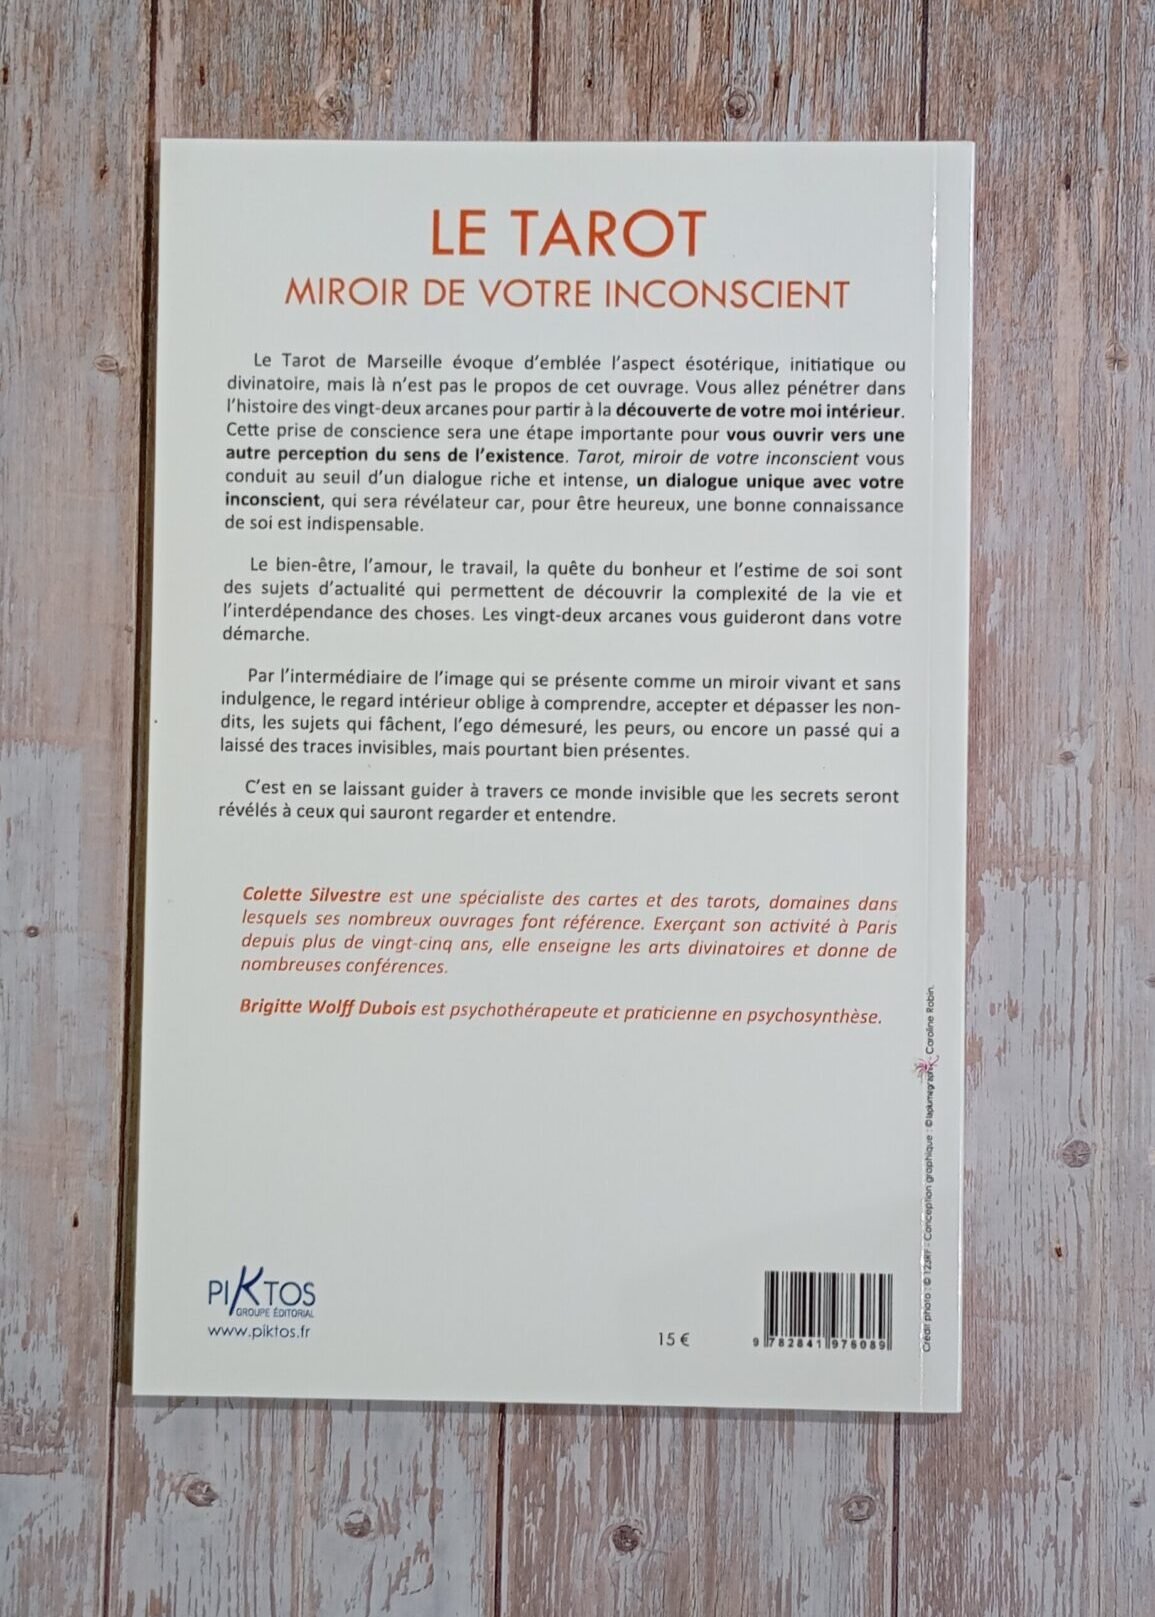 LE TAROT
MIROIR DE VOTRE INCONSCIENT
Le Tarot de Marseille évoque d’emblée l’aspect ésotérique, initiatique ou
divinatoire, mais là n’est pas le propos de cet ouvrage. Vous allez pénétrer dans
l’histoire des vingt-deux arcanes pour partir à la découverte de votre moi intérieur.
Cette prise de conscience sera une étape importante pour vous ouvrir vers une
autre perception du sens de l’existence. Tarot, miroir de votre inconscient vous
conduit au seuil d’un dialogue riche et intense, un dialogue unique avec votre
inconscient, qui sera révélateur car, pour être heureux, une bonne connaissance
de soi est indispensable.
Le bien-être, l’amour, le travail, la quête du bonheur et l’estime de soi sont
des sujets d’actualité qui permettent de découvrir la complexité de la vie et
l’interdépendance des choses. Les vingt-deux arcanes vous guideront dans votre
démarche.
Par l’intermédiaire de l’image qui se présente comme un miroir vivant et sans
indulgence, le regard intérieur oblige à comprendre, accepter et dépasser les non-
dits, les sujets qui fâchent, l’ego démesuré, les peurs, ou encore un passé qui a
laissé des traces invisibles, mais pourtant bien présentes.
C’est en se laissant guider à travers ce monde invisible que les secrets seront
révélés à ceux qui sauront regarder et entendre.
Colette Silvestre est une spécialiste des cartes et des tarots, domaines dans
lesquels ses nombreux ouvrages font référence. Exerçant son activité à Paris
depuis plus de vingt-cinq ans, elle enseigne les arts divinatoires et donne de
nombreuses conférences.
Brigitte Wolff Dubois est psychothérapeute et praticienne en psychosynthèse.
PIKTOS
GROUPE ÉDITORIAL
www.piktos.fr
15 €
9 782841 976089
Crédit photo : © 123RF - Conception graphique : © laplumegraphik - Caroline Robin.